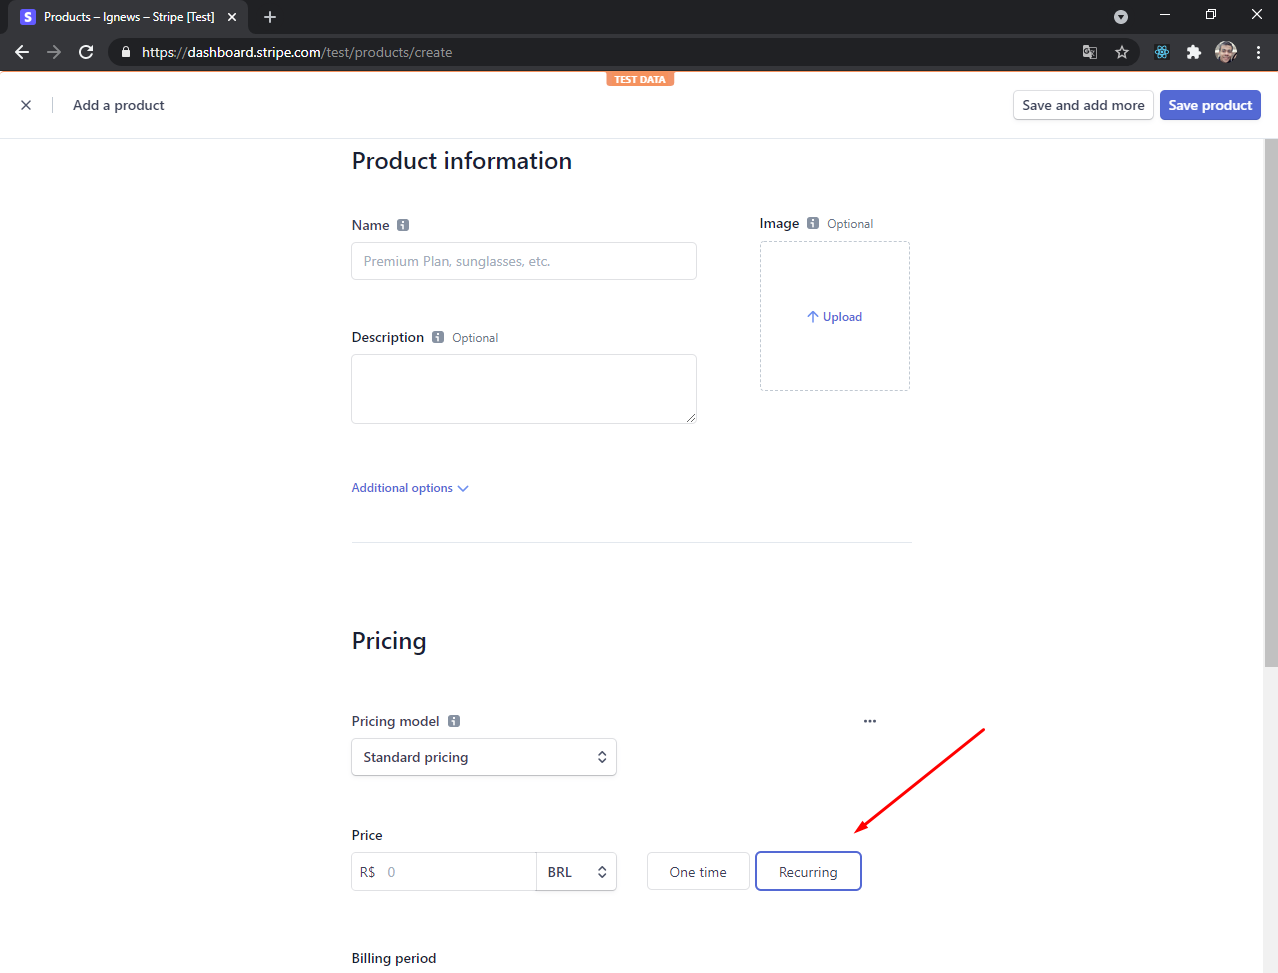 Products – Ignews – Stripe [Test]
https://dashboard.stripe.com/test/products/create
TEST DATA
Add a product
Save and add more
Save product
Product information
Name
Image Optional
Premium Plan, sunglasses, etc.
Upload
Description Optional
Additional options
Pricing
Pricing model
Standard pricing
Price
R$ 0 BRL One time Recurring
Billing period